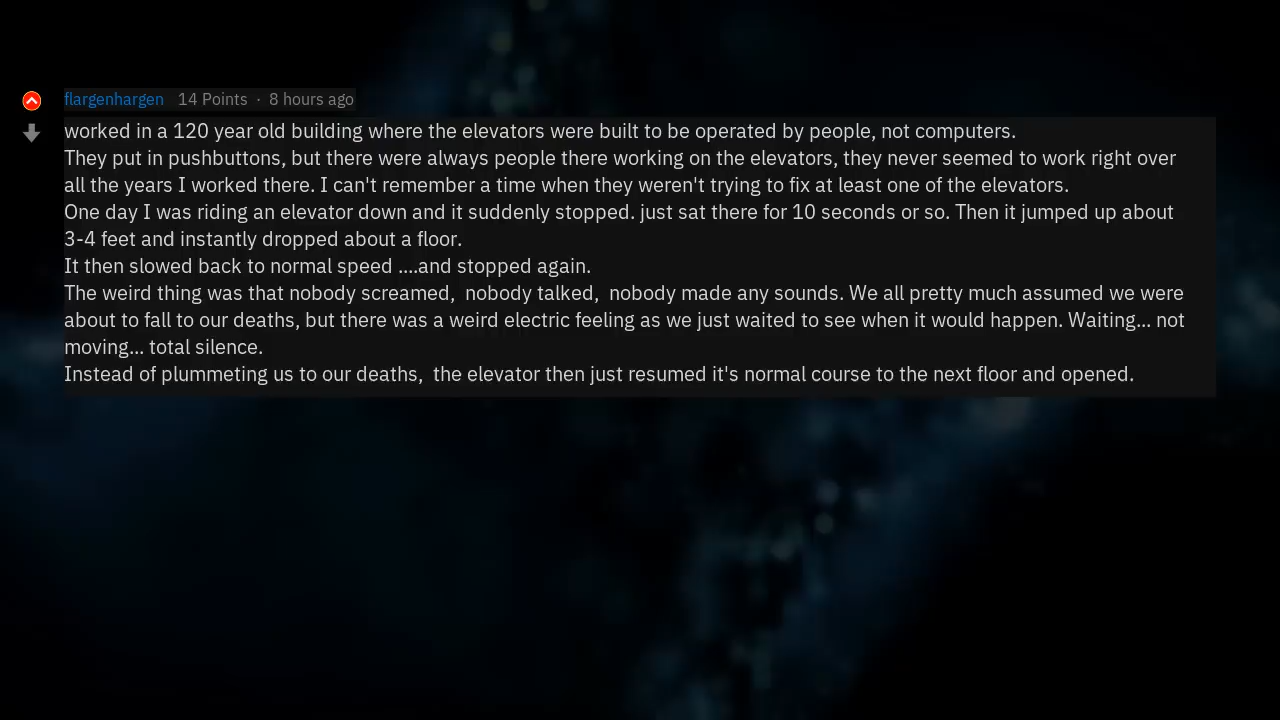 flargenhargen 14 Points · 8 hours ago
worked in a 120 year old building where the elevators were built to be operated by people, not computers.
They put in pushbuttons, but there were always people there working on the elevators, they never seemed to work right over
all the years I worked there. I can't remember a time when they weren't trying to fix at least one of the elevators.
One day I was riding an elevator down and it suddenly stopped. just sat there for 10 seconds or so. Then it jumped up about
3-4 feet and instantly dropped about a floor.
It then slowed back to normal speed ....and stopped again.
The weird thing was that nobody screamed,  nobody talked,  nobody made any sounds. We all pretty much assumed we were
about to fall to our deaths, but there was a weird electric feeling as we just waited to see when it would happen. Waiting... not
moving... total silence.
Instead of plummeting us to our deaths,  the elevator then just resumed it's normal course to the next floor and opened.